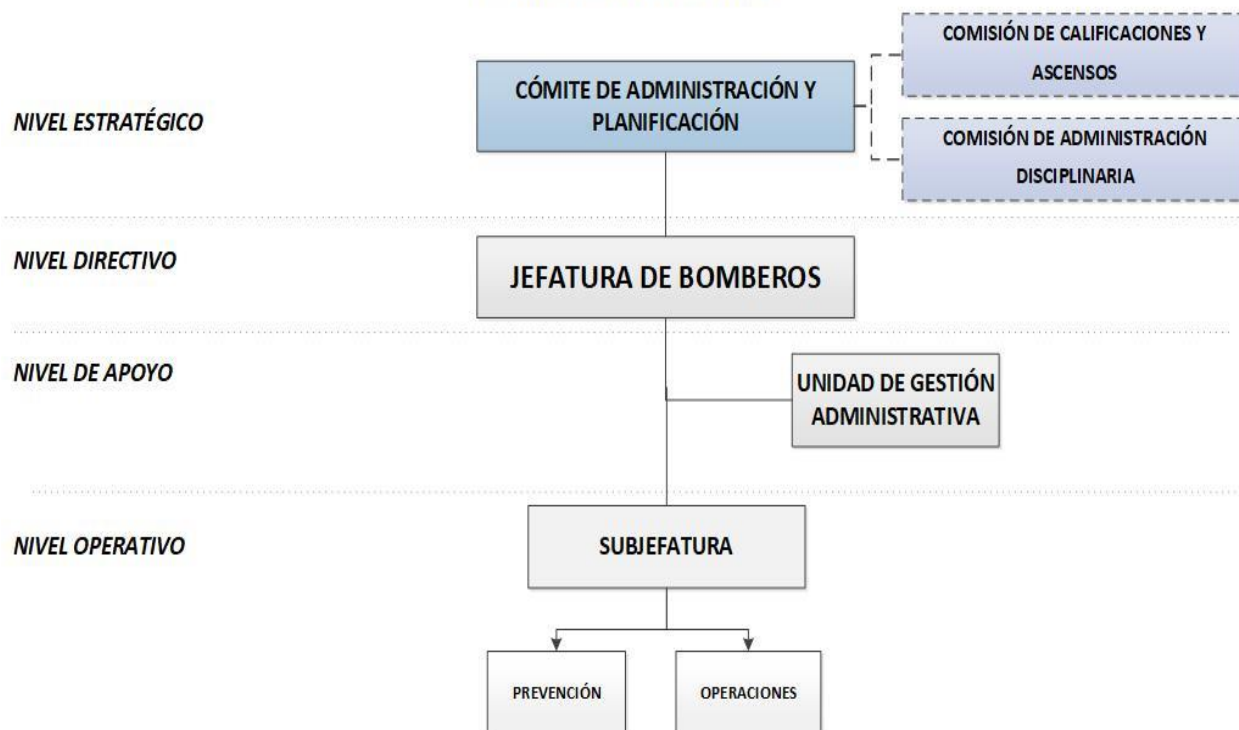 COMISIÓN DE CALIFICACIONES Y
ASCENSOS
CÓMITE DE ADMINISTRACIÓN Y
PLANIFICACIÓN
NIVEL ESTRATÉGICO
COMISIÓN DE ADMINISTRACIÓN
DISCIPLINARIA
NIVEL DIRECTIVO
JEFATURA DE BOMBEROS
NIVEL DE APOYO
UNIDAD DE GESTIÓN
ADMINISTRATIVA
NIVEL OPERATIVO
SUBJEFATURA
PREVENCIÓN
OPERACIONES